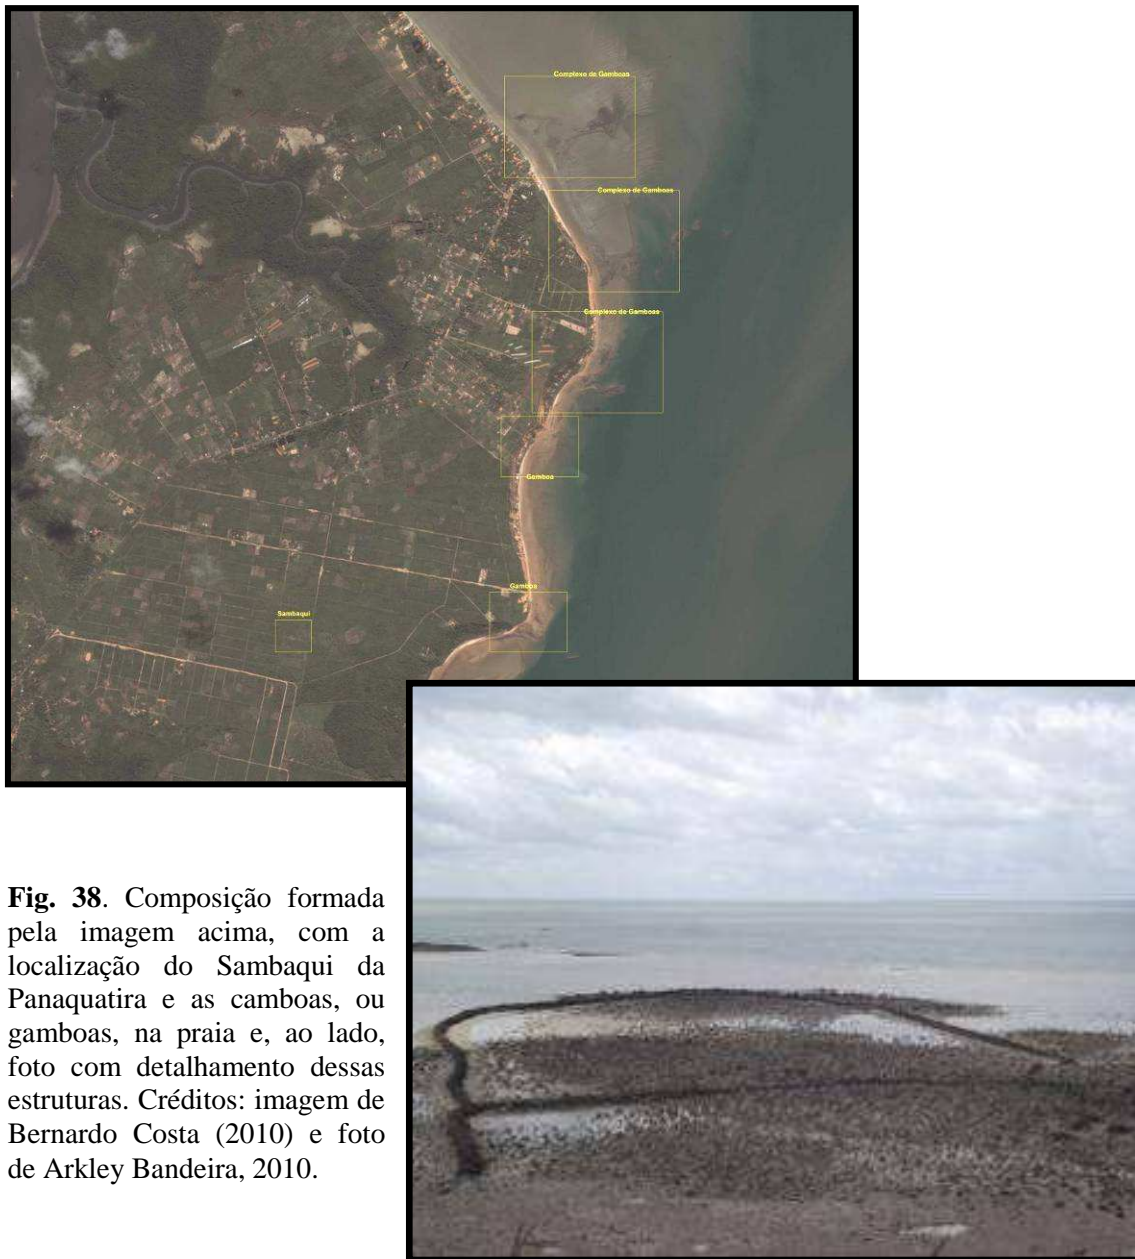 Complexo de Gamboas
Complexo de Gamboas
Complexo de Gamboas
Gamboa
Gamboa
Sambaqui
Fig. 38. Composição formada
pela imagem acima, com a
localização do Sambaqui da
Panaquatira e as camboas, ou
gamboas, na praia e, ao lado,
foto com detalhamento dessas
estruturas. Créditos: imagem de
Bernardo Costa (2010) e foto
de Arkley Bandeira, 2010.